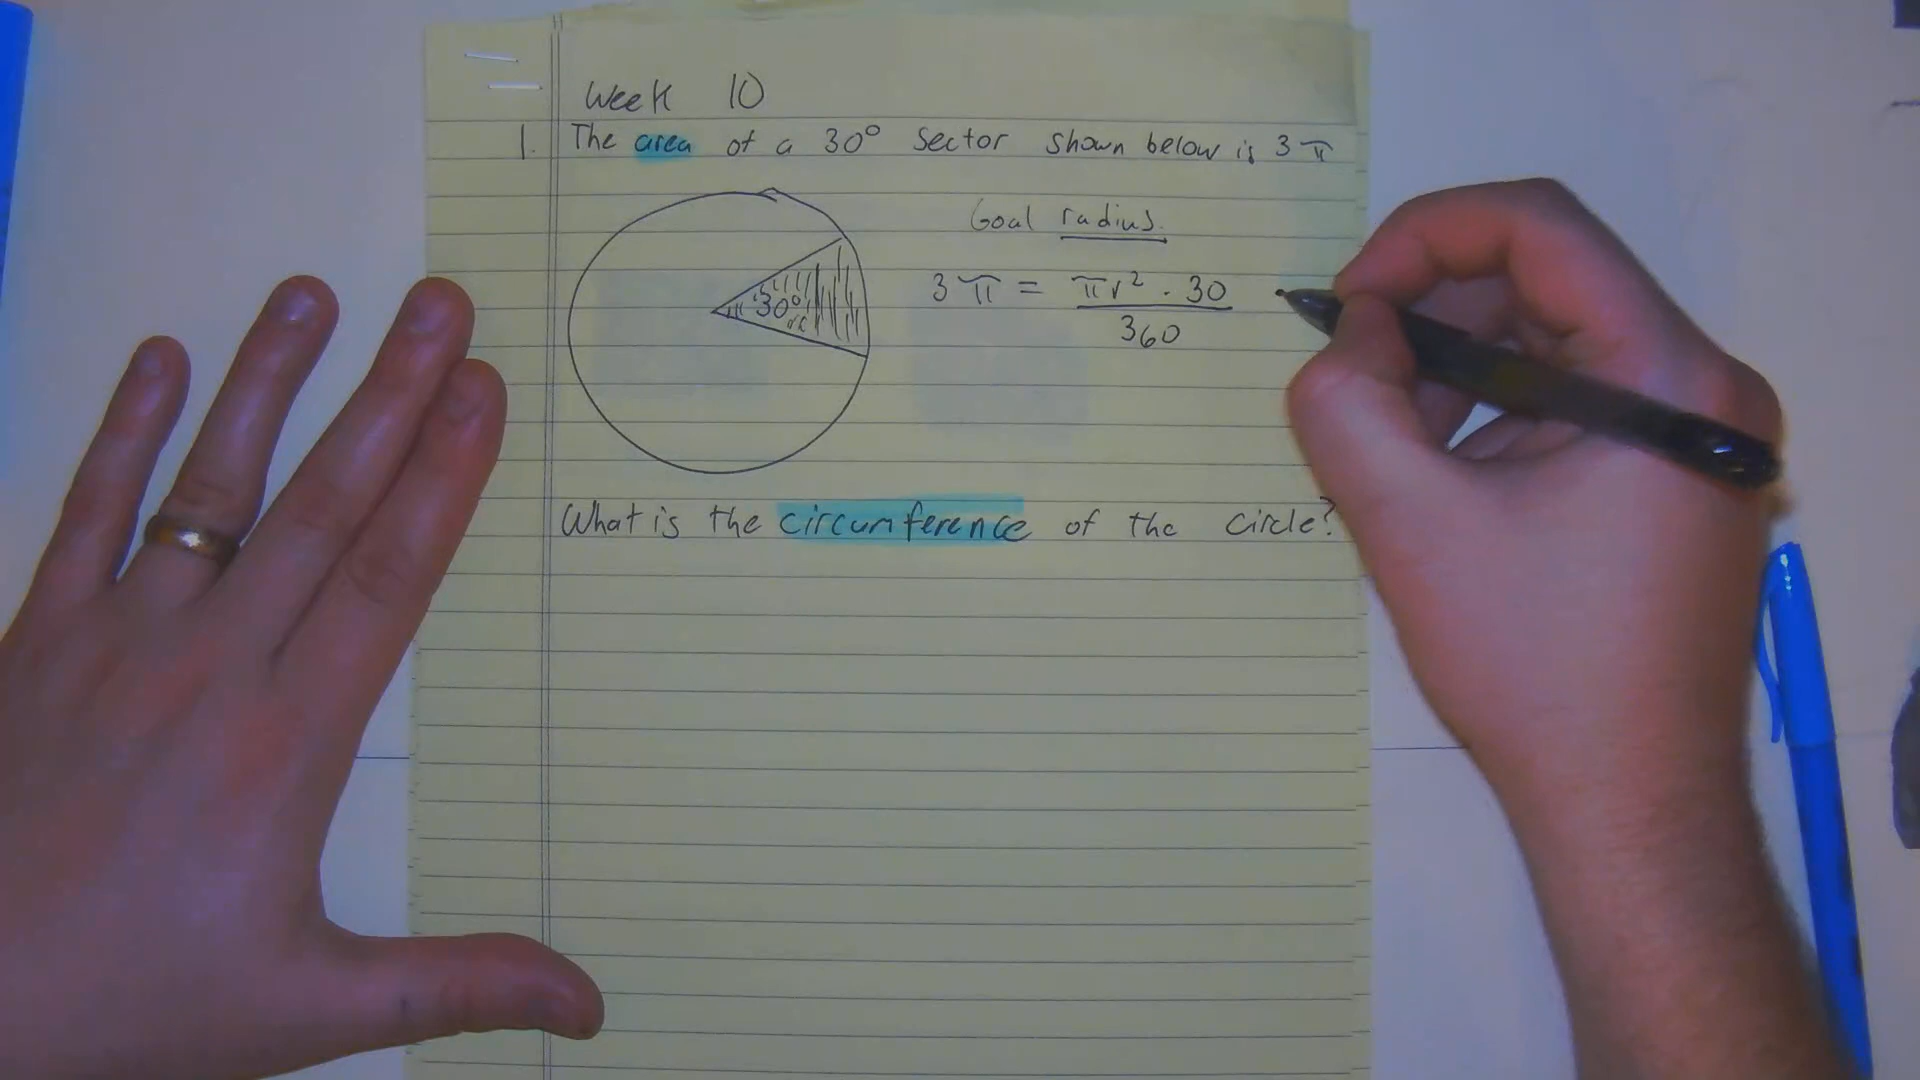 Week 10
1. The area of a 30° Sector shown below is 3π
Goal radius.
3π = πr² · 30
360
30°
What is the circumference of the circle?